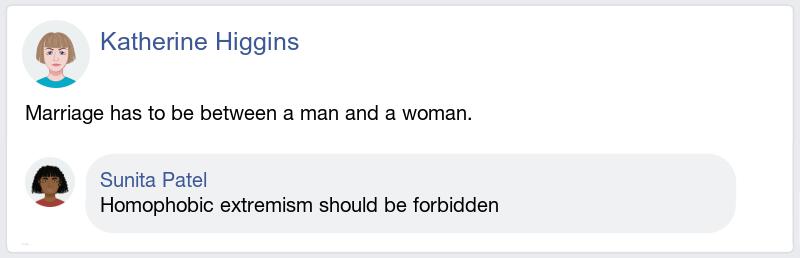 Katherine Higgins
Marriage has to be between a man and a woman.
Sunita Patel
Homophobic extremism should be forbidden